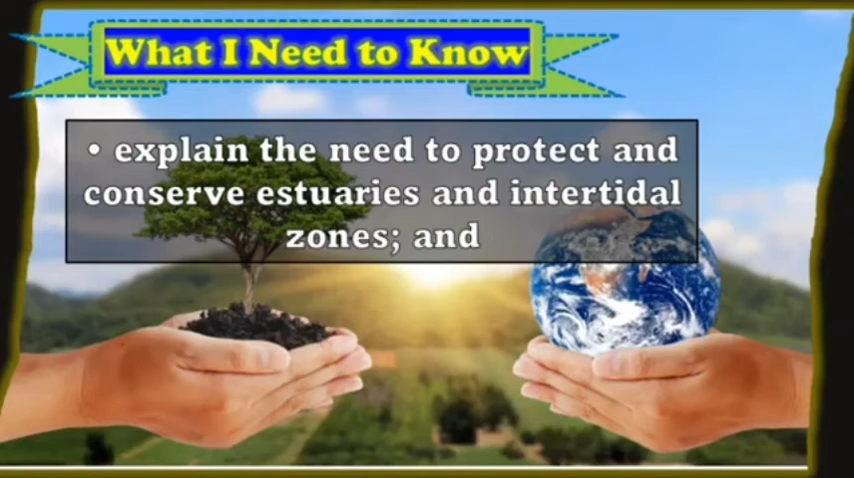 What I Need to Know
• explain the need to protect and
conserve estuaries and intertidal
zones; and